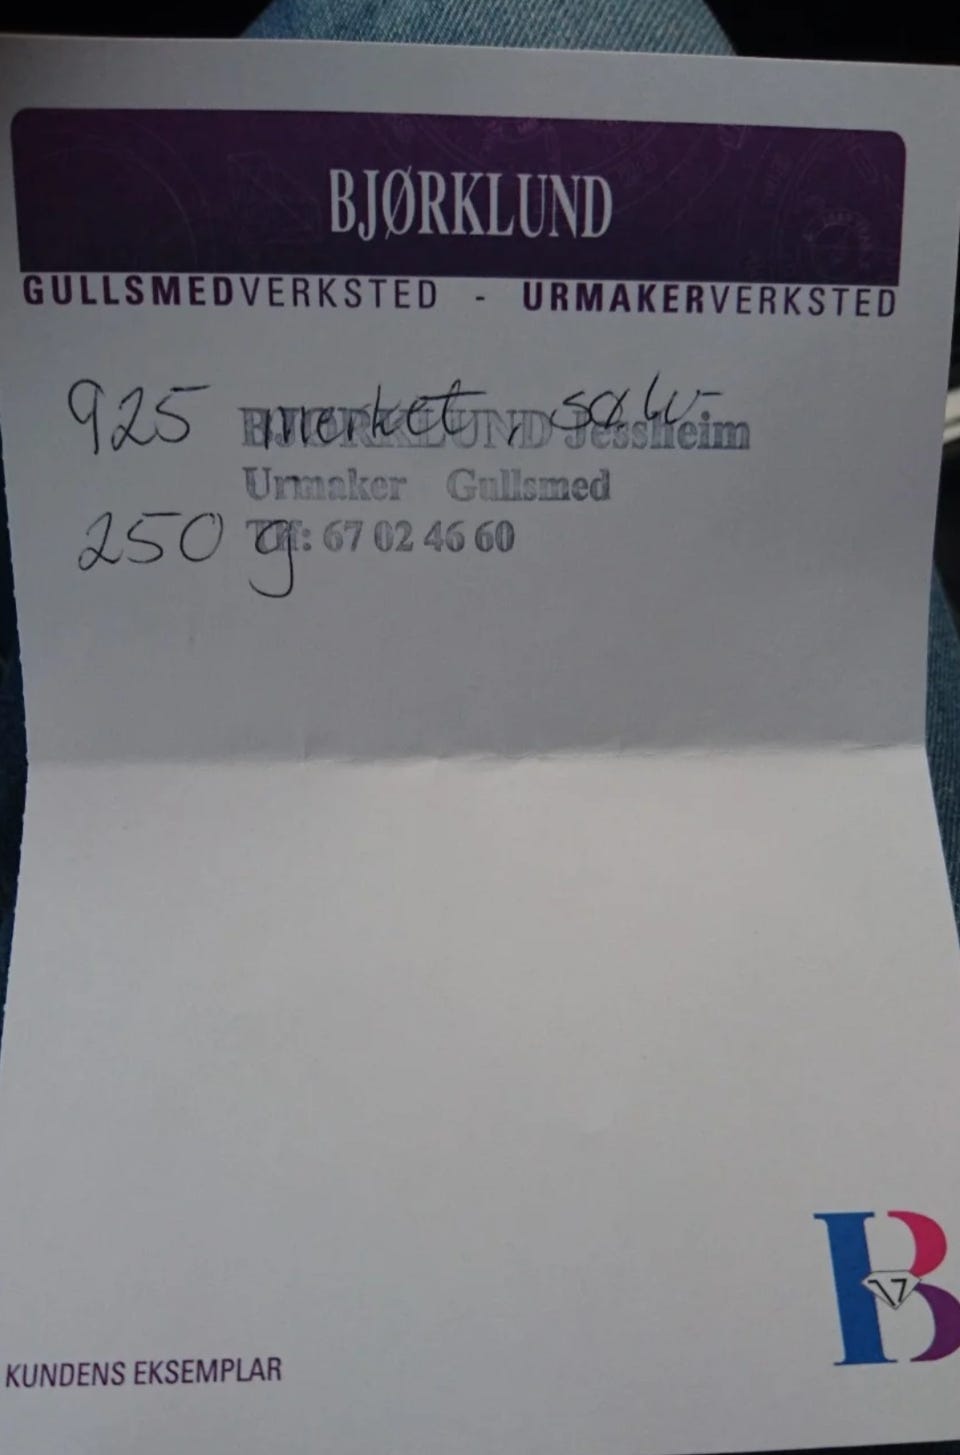 BJØRKLUND
GULLSMEDVERKSTED - URMAKERVERKSTED
925 merket, sølv
BJØRKLUND Jessheim
Urmaker Gullsmed
250 g
Tlf: 67 02 46 60
B
KUNDENS EKSEMPLAR